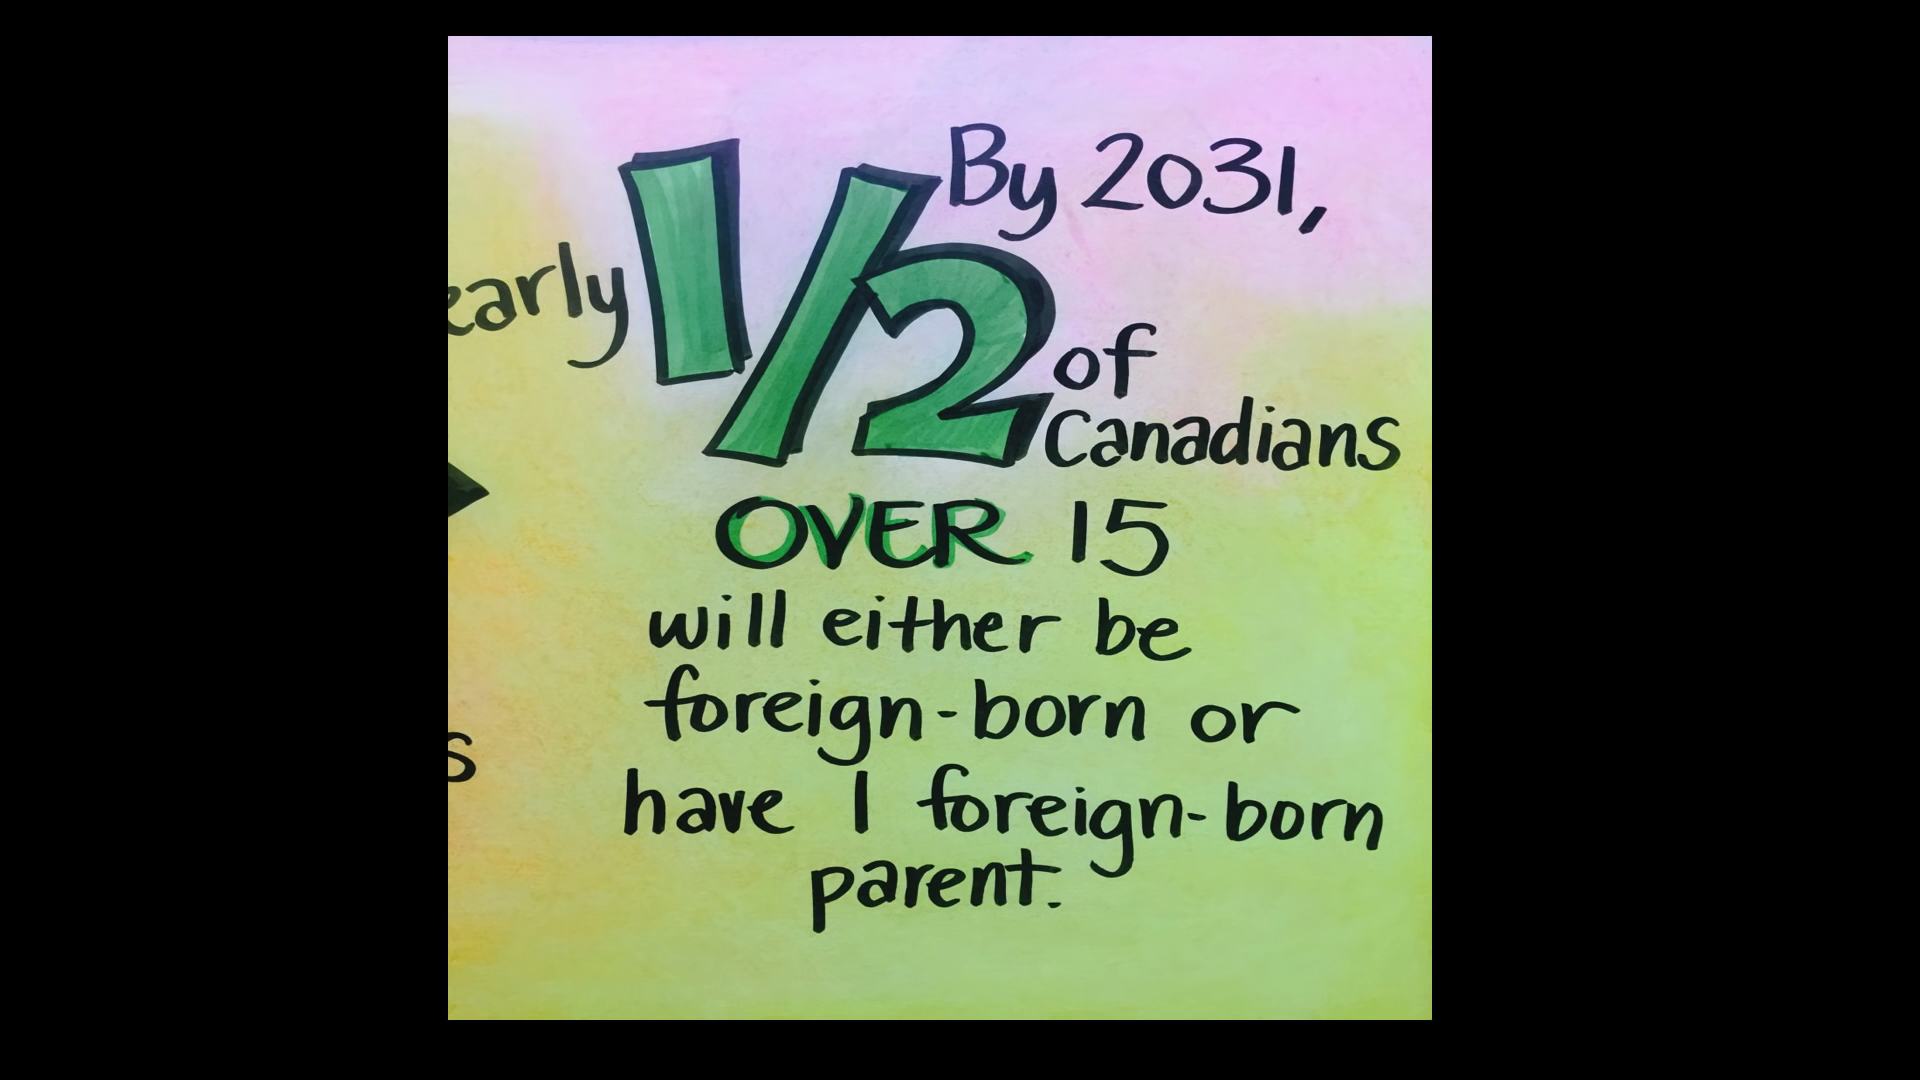 By 2031,
early 1/2
of
Canadians
OVER 15
will either be
foreign-born or
have 1 foreign-born
parent.
s